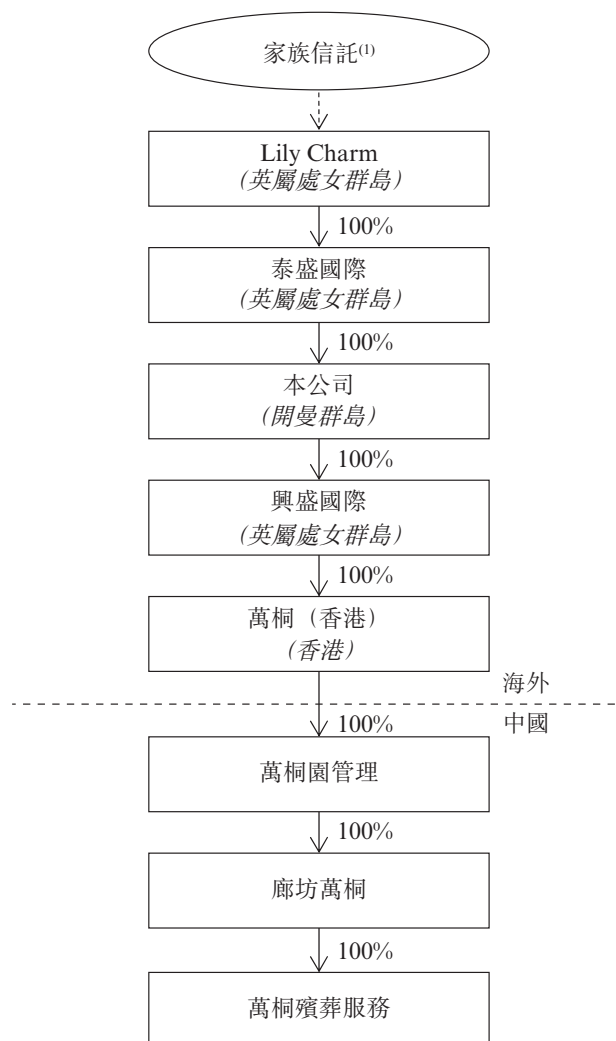 家族信託(1)
Lily Charm
(英屬處女群島)
100%
泰盛國際
(英屬處女群島)
100%
本公司
(開曼群島)
100%
興盛國際
(英屬處女群島)
100%
萬桐（香港）
(香港)
海外
中國
100%
萬桐園管理
100%
廊坊萬桐
100%
萬桐殯葬服務